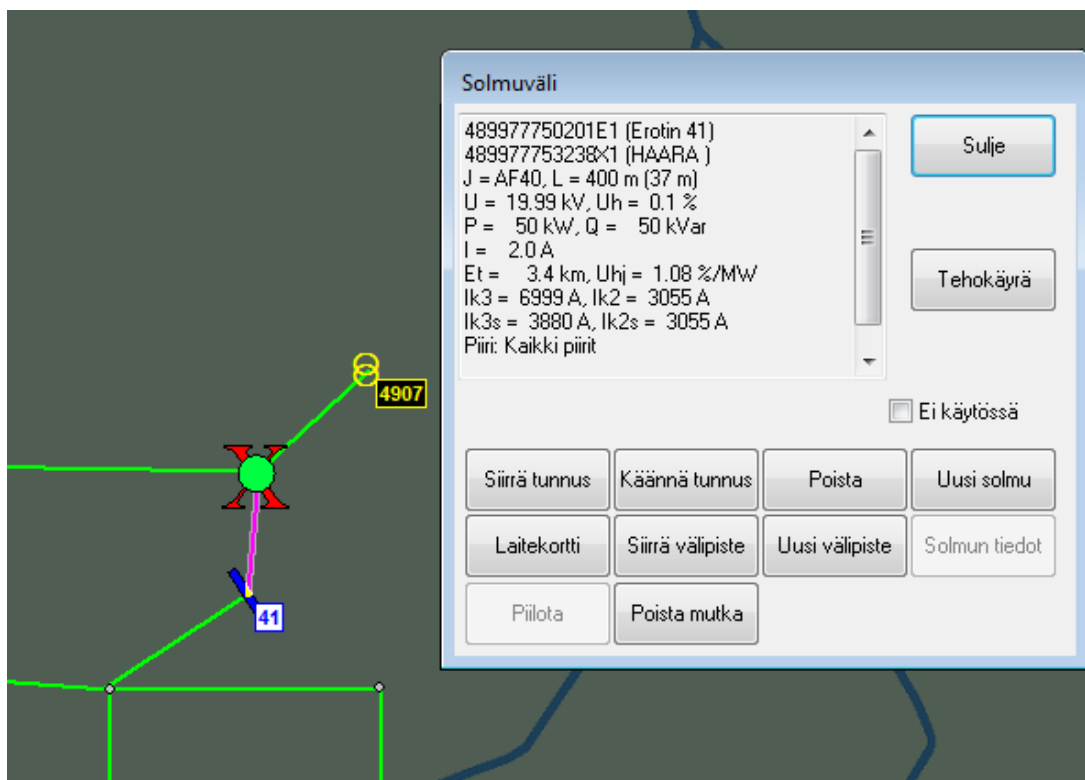 Solmuväli
489977750201E1 (Erotin 41)
489977753238X1 (HAARA )
J = AF40, L = 400 m (37 m)
U = 19.99 kV, Uh = 0.1 %
P = 50 kW, Q = 50 kVar
I = 2.0 A
Et = 3.4 km, Uhj = 1.08 %/MW
Ik3 = 6999 A, Ik2 = 3055 A
Ik3s = 3880 A, Ik2s = 3055 A
Piiri: Kaikki piirit
Sulje
Tehokäyrä
Ei käytössä
Siirrä tunnus Käännä tunnus Poista Uusi solmu
Laitekortti Siirrä välipiste Uusi välipiste Solmun tiedot
Piilota Poista mutka
4907
41